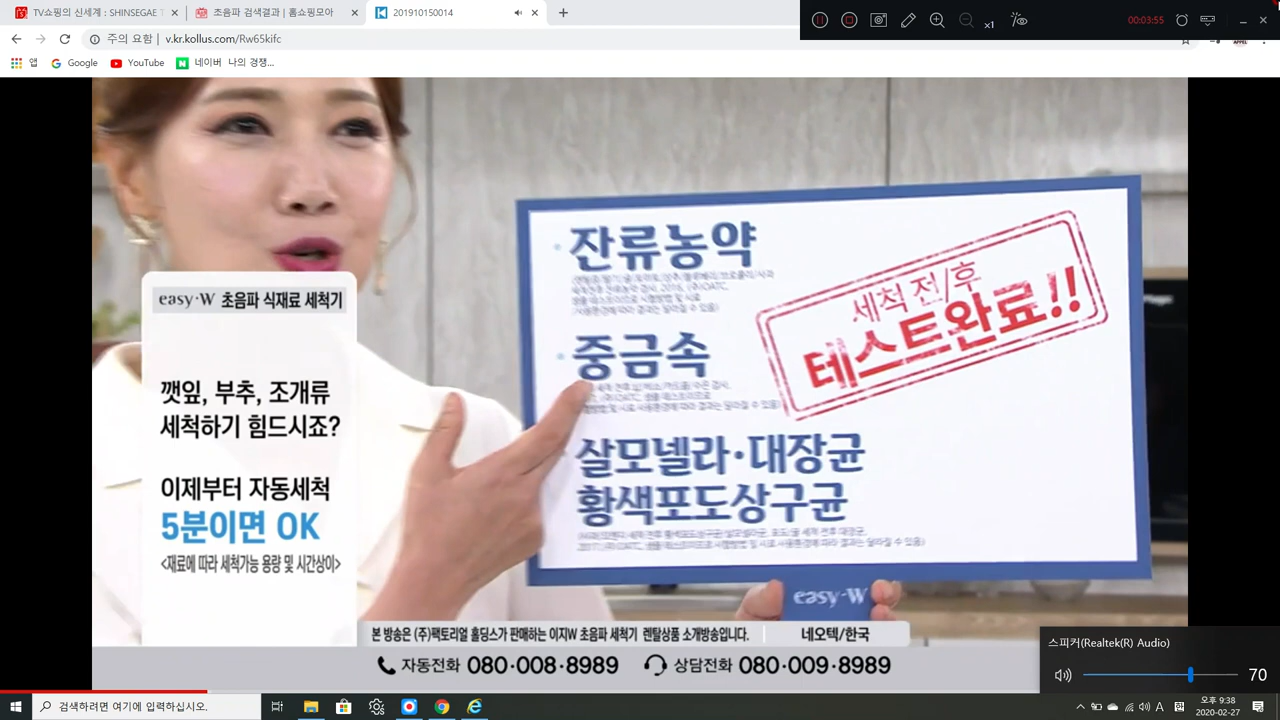 TV쇼핑의 신세계 : SHINSEGAE T
초음파 검색결과 | 홈쇼핑모아
201910150014
x1
00:03:55
주의 요함 | v.kr.kollus.com/Rw65kifc
앱
Google
YouTube
네이버
나의 경쟁...
easy·W 초음파 식재료 세척기
깻잎, 부추, 조개류
세척하기 힘드시죠?
이제부터 자동세척
5분이면 OK
<재료에 따라 세척가능 용량 및 시간상이>
잔류농약
중금속
살모넬라·대장균
황색포도상구균
세척 전/후
테스트완료!!
easy·W
본 방송은 (주)팩토리얼 홀딩스가 판매하는 이지W 초음파 세척기 렌탈상품 소개방송입니다.
네오텍/한국
자동전화 080·008·8989
상담전화 080·009·8989
스피커(Realtek(R) Audio)
70
검색하려면 여기에 입력하십시오.
A
한
오후 9:38
2020-02-27